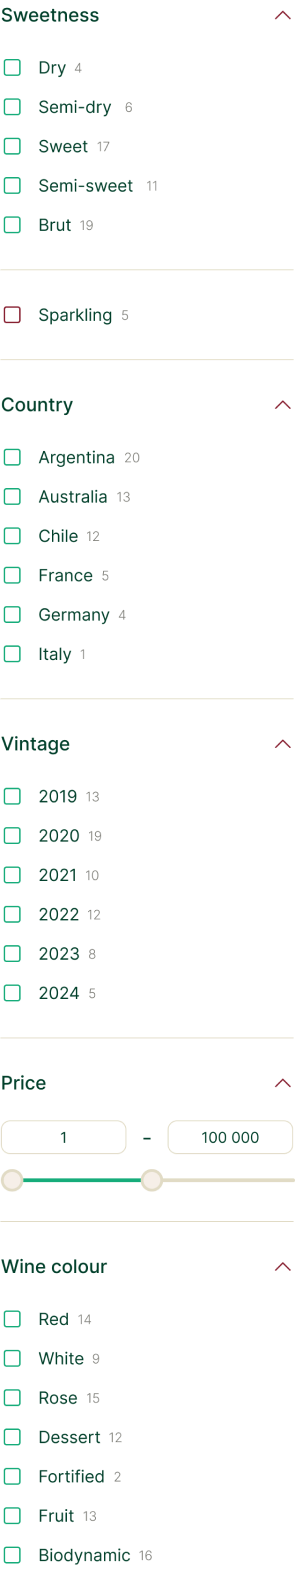 Sweetness
Dry 4
Semi-dry 6
Sweet 17
Semi-sweet 11
Brut 19
Sparkling 5
Country
Argentina 20
Australia 13
Chile 12
France 5
Germany 4
Italy 1
Vintage
2019 13
2020 19
2021 10
2022 12
2023 8
2024 5
Price
1 - 100 000
Wine colour
Red 14
White 9
Rose 15
Dessert 12
Fortified 2
Fruit 13
Biodynamic 16